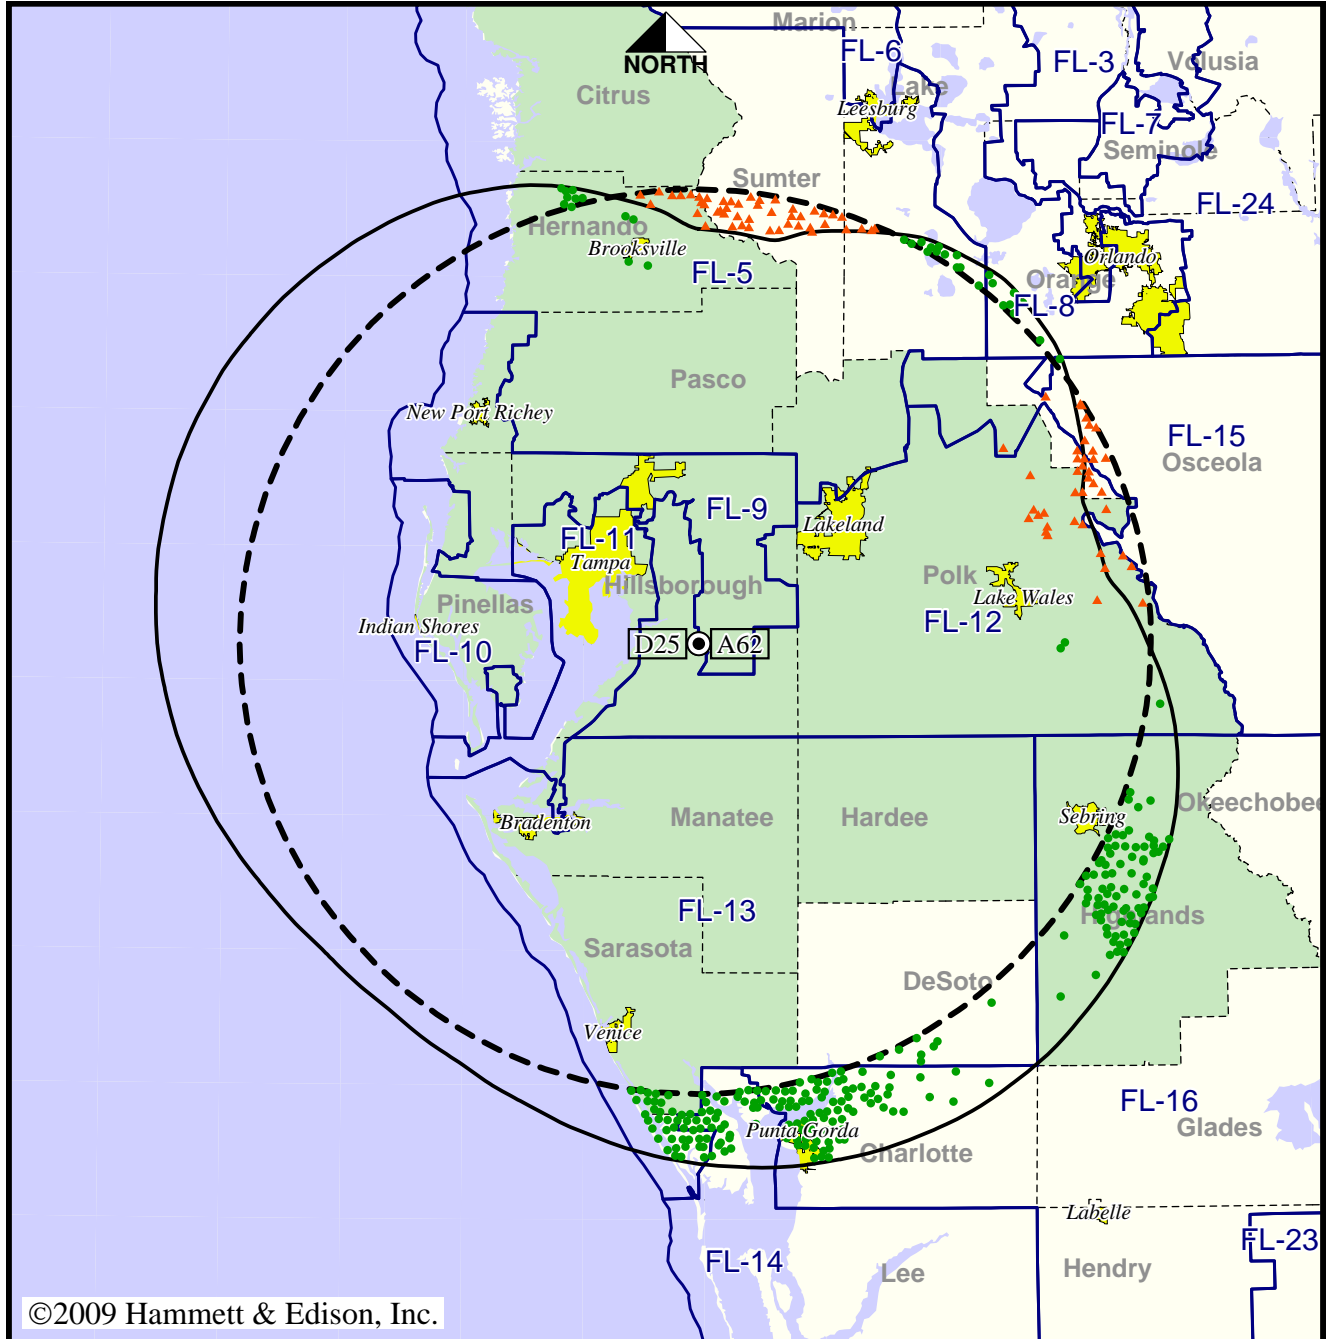 Marion
FL-6
FL-3
Volusia
NORTH
Citrus
Lake
Leesburg
FL-7
Seminole
Sumter
FL-24
Hernando
Brooksville
FL-5
Orlando
Orange
FL-8
Pasco
New Port Richey
FL-15
Osceola
FL-9
Lakeland
FL-11
Tampa
Hillsborough
Polk
Pinellas
Lake Wales
Indian Shores
FL-12
FL-10
D25
A62
Okeechobee
Manatee
Hardee
Sebring
Bradenton
FL-13
Highlands
Sarasota
DeSoto
Venice
FL-16
Punta Gorda
Glades
Charlotte
Labelle
FL-14
FL-23
Lee
Hendry
©2009 Hammett & Edison, Inc.